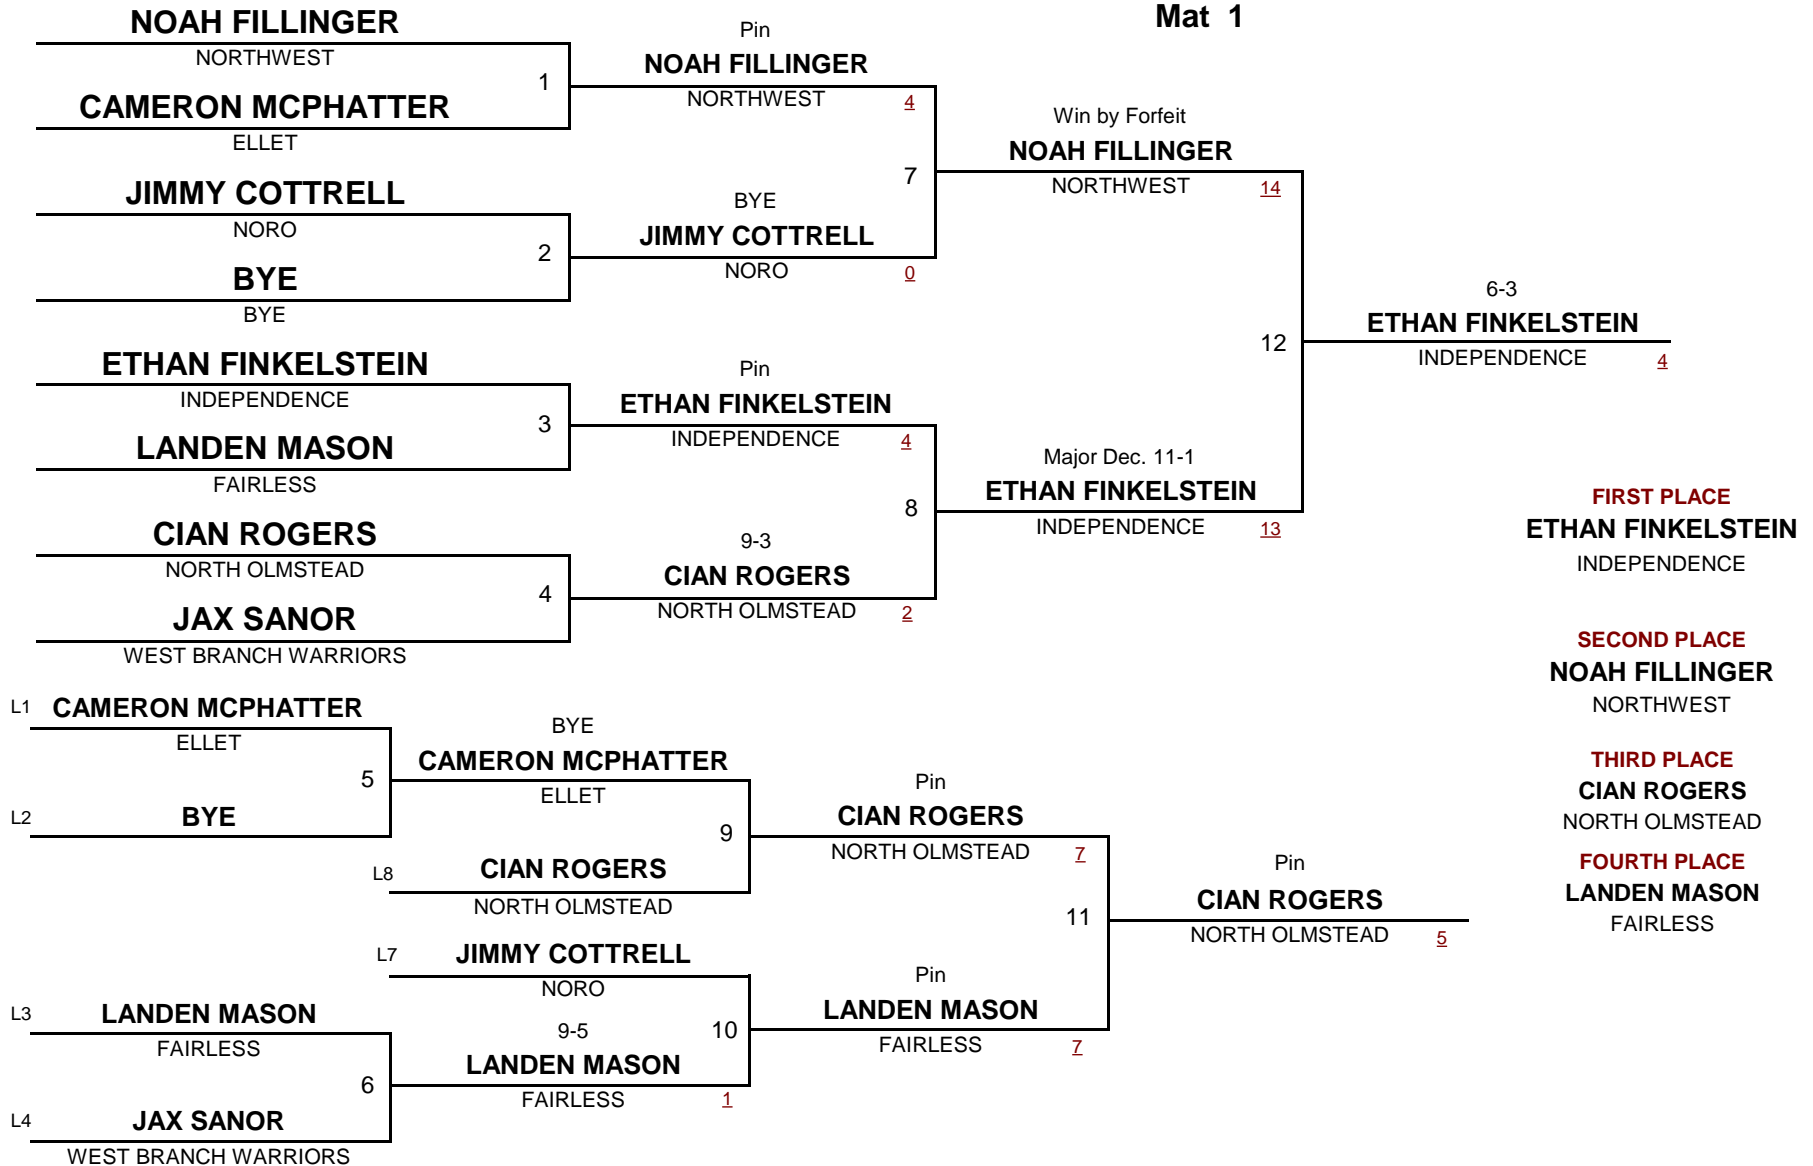 Mat 1
NOAH FILLINGER
NORTHWEST
1
CAMERON MCPHATTER
ELLET
JIMMY COTTRELL
NORO
2
BYE
BYE
ETHAN FINKELSTEIN
INDEPENDENCE
3
LANDEN MASON
FAIRLESS
CIAN ROGERS
NORTH OLMSTEAD
4
JAX SANOR
WEST BRANCH WARRIORS
Pin
NOAH FILLINGER
NORTHWEST 4
7
BYE
JIMMY COTTRELL
NORO 0
Pin
ETHAN FINKELSTEIN
INDEPENDENCE 4
8
9-3
CIAN ROGERS
NORTH OLMSTEAD 2
Win by Forfeit
NOAH FILLINGER
NORTHWEST 14
12
Major Dec. 11-1
ETHAN FINKELSTEIN
INDEPENDENCE 13
6-3
ETHAN FINKELSTEIN
INDEPENDENCE 4
FIRST PLACE
ETHAN FINKELSTEIN
INDEPENDENCE
SECOND PLACE
NOAH FILLINGER
NORTHWEST
THIRD PLACE
CIAN ROGERS
NORTH OLMSTEAD
FOURTH PLACE
LANDEN MASON
FAIRLESS
L1 CAMERON MCPHATTER
ELLET
5
L2 BYE
BYE
CAMERON MCPHATTER
ELLET
9
L8 CIAN ROGERS
NORTH OLMSTEAD
L7 JIMMY COTTRELL
NORO
10
9-5
LANDEN MASON
FAIRLESS 1
L3 LANDEN MASON
FAIRLESS
6
L4 JAX SANOR
WEST BRANCH WARRIORS
Pin
CIAN ROGERS
NORTH OLMSTEAD 7
11
Pin
LANDEN MASON
FAIRLESS 7
Pin
CIAN ROGERS
NORTH OLMSTEAD 5